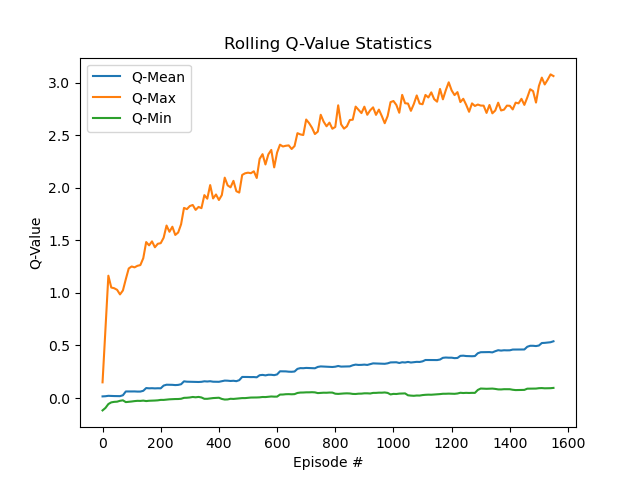 Rolling Q-Value Statistics
Q-Mean
Q-Max
Q-Min
3.0
2.5
2.0
1.5
1.0
0.5
0.0
Q-Value
0 200 400 600 800 1000 1200 1400 1600
Episode #